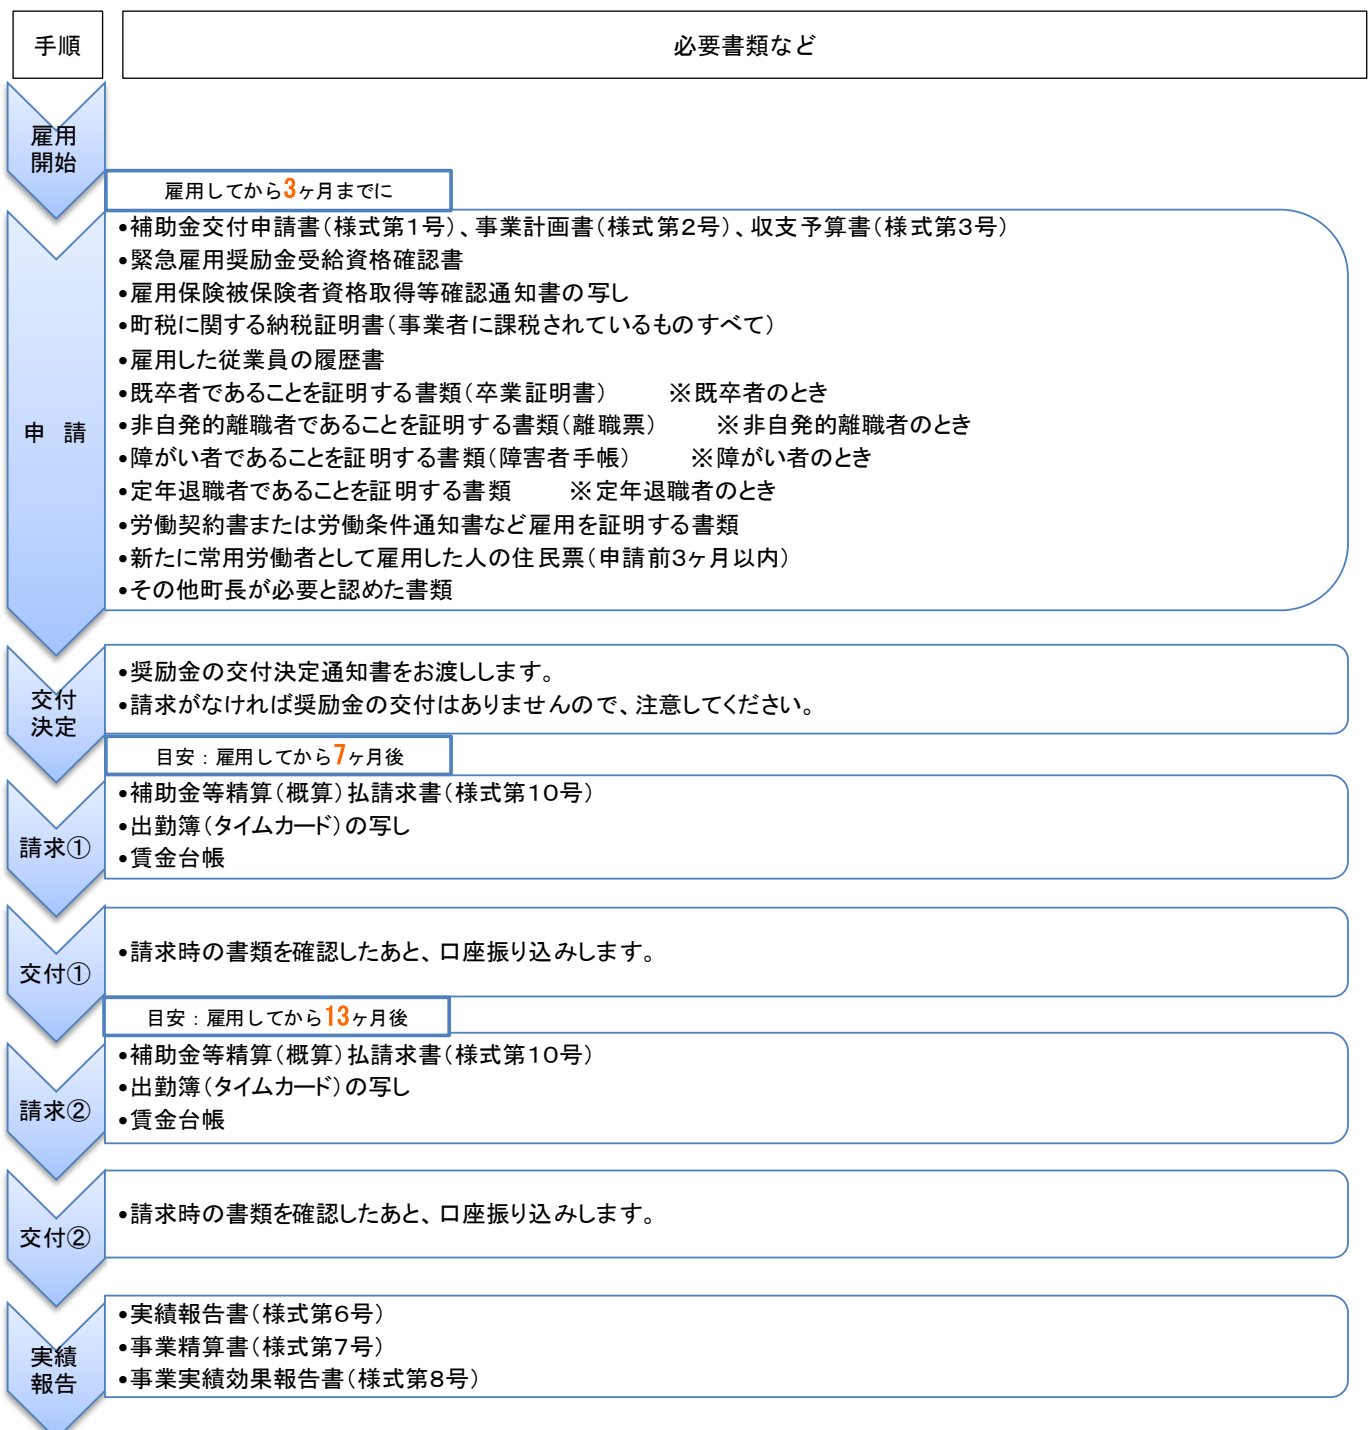 手順
必要書類など
雇用
開始
雇用してから3ヶ月までに
申　請
•補助金交付申請書（様式第１号）、事業計画書（様式第２号）、収支予算書（様式第３号）
•緊急雇用奨励金受給資格確認書
•雇用保険被保険者資格取得等確認通知書の写し
•町税に関する納税証明書（事業者に課税されているものすべて）
•雇用した従業員の履歴書
•既卒者であることを証明する書類（卒業証明書）　　※既卒者のとき
•非自発的離職者であることを証明する書類（離職票）　　※非自発的離職者のとき
•障がい者であることを証明する書類（障害者手帳）　　※障がい者のとき
•定年退職者であることを証明する書類　　※定年退職者のとき
•労働契約書または労働条件通知書など雇用を証明する書類
•新たに常用労働者として雇用した人の住民票（申請前３ヶ月以内）
•その他町長が必要と認めた書類
交付
決定
•奨励金の交付決定通知書をお渡しします。
•請求がなければ奨励金の交付はありませんので、注意してください。
目安：雇用してから7ヶ月後
請求①
•補助金等精算（概算）払請求書（様式第１０号）
•出勤簿（タイムカード）の写し
•賃金台帳
交付①
•請求時の書類を確認したあと、口座振り込みします。
目安：雇用してから13ヶ月後
請求②
•補助金等精算（概算）払請求書（様式第１０号）
•出勤簿（タイムカード）の写し
•賃金台帳
交付②
•請求時の書類を確認したあと、口座振り込みします。
実績
報告
•実績報告書（様式第６号）
•事業精算書（様式第７号）
•事業実績効果報告書（様式第８号）